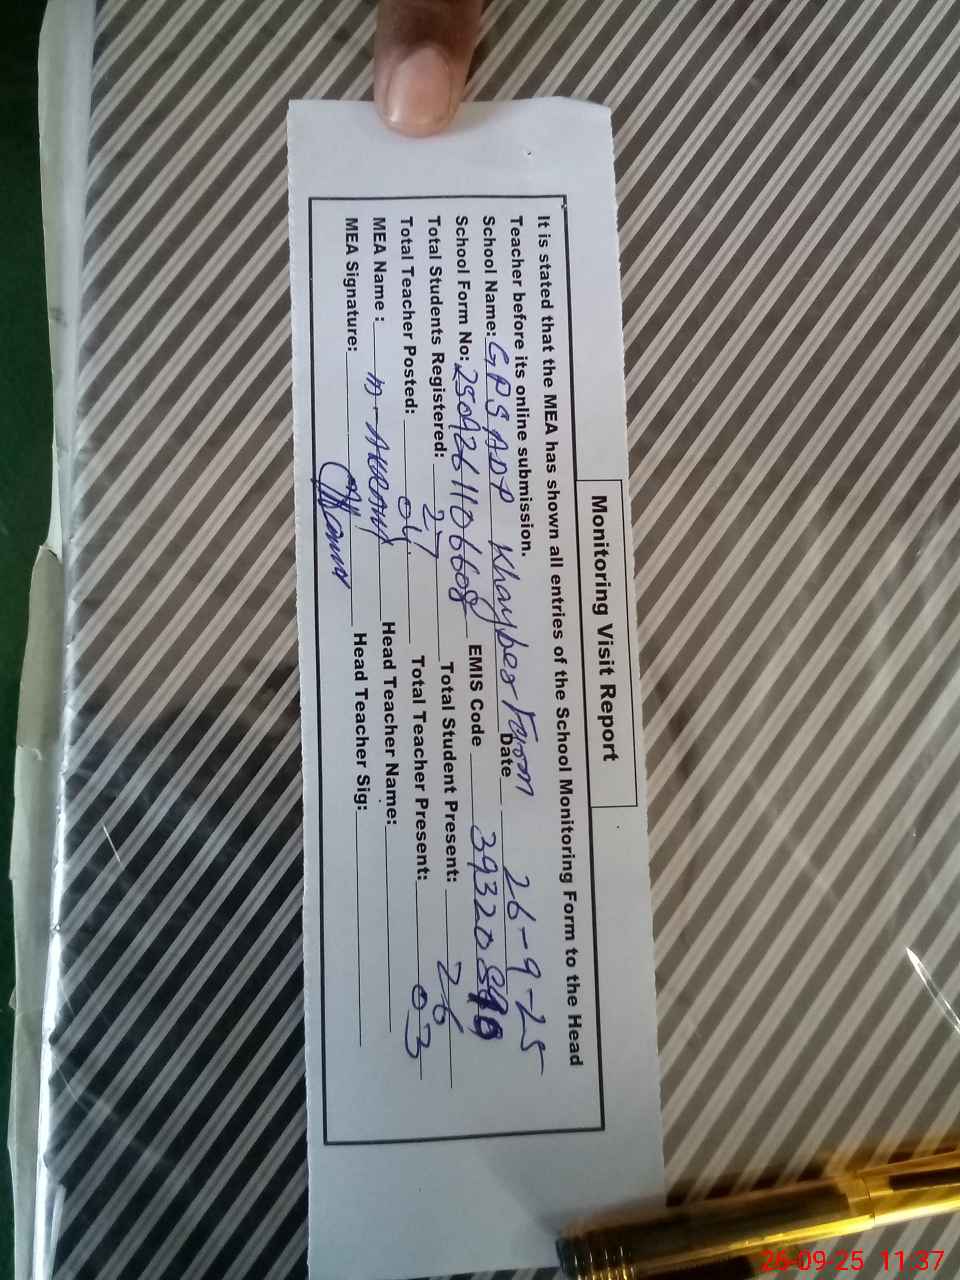 Monitoring Visit Report
It is stated that the MEA has shown all entries of the School Monitoring Form to the Head
Teacher before its online submission.
School Name: GPS ADP Khayber Farm Date 26-9-25
School Form No: 2509261106608 EMIS Code 39320
Total Students Registered: 27 Total Student Present: 26
Total Teacher Posted: 04 Total Teacher Present: 03
MEA Name : M- Head Teacher Name:
MEA Signature: Head Teacher Sig:
26-09-25 11:37